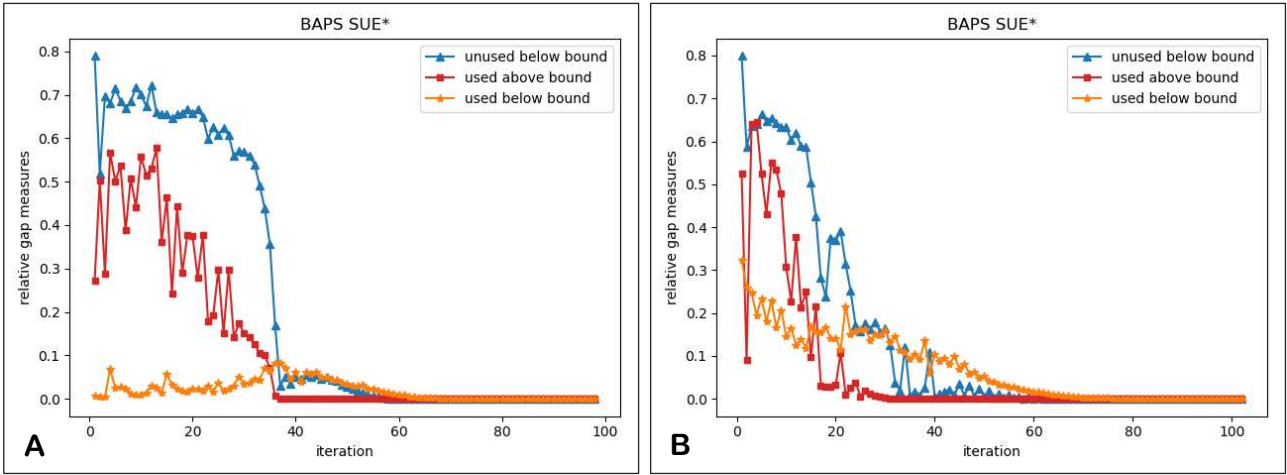 BAPS SUE*
unused below bound
used above bound
used below bound
relative gap measures
0.8
0.7
0.6
0.5
0.4
0.3
0.2
0.1
0.0
0 20 40 60 80 100
iteration
A
BAPS SUE*
unused below bound
used above bound
used below bound
relative gap measures
0.8
0.7
0.6
0.5
0.4
0.3
0.2
0.1
0.0
0 20 40 60 80 100
iteration
B